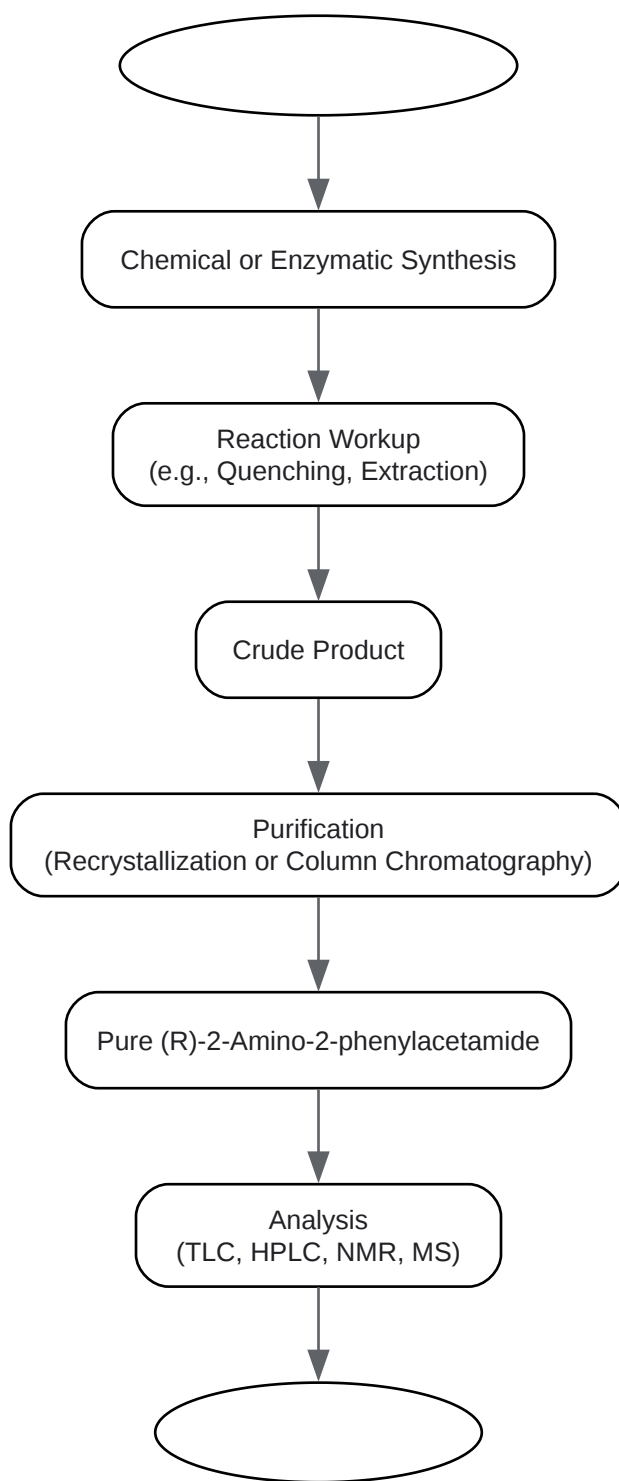 Chemical or Enzymatic Synthesis
Reaction Workup
(e.g., Quenching, Extraction)
Crude Product
Purification
(Recrystallization or Column Chromatography)
Pure (R)-2-Amino-2-phenylacetamide
Analysis
(TLC, HPLC, NMR, MS)